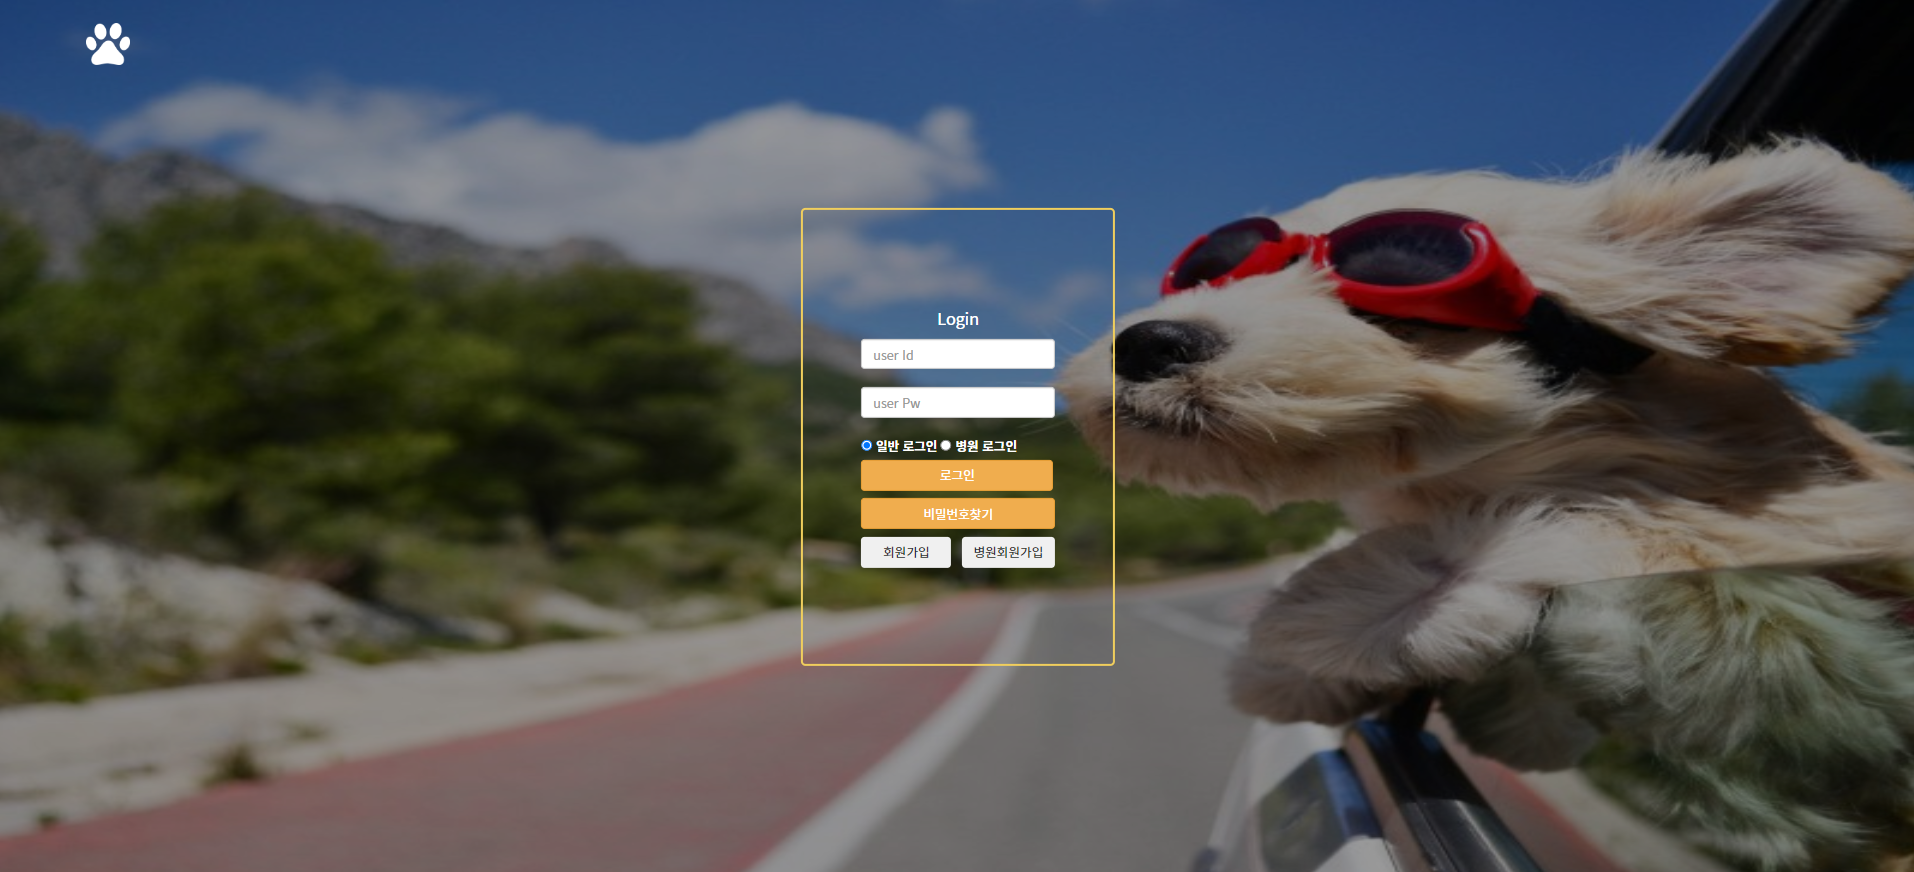 Login
user Id
user Pw
일반 로그인 병원 로그인
로그인
비밀번호찾기
회원가입 병원회원가입